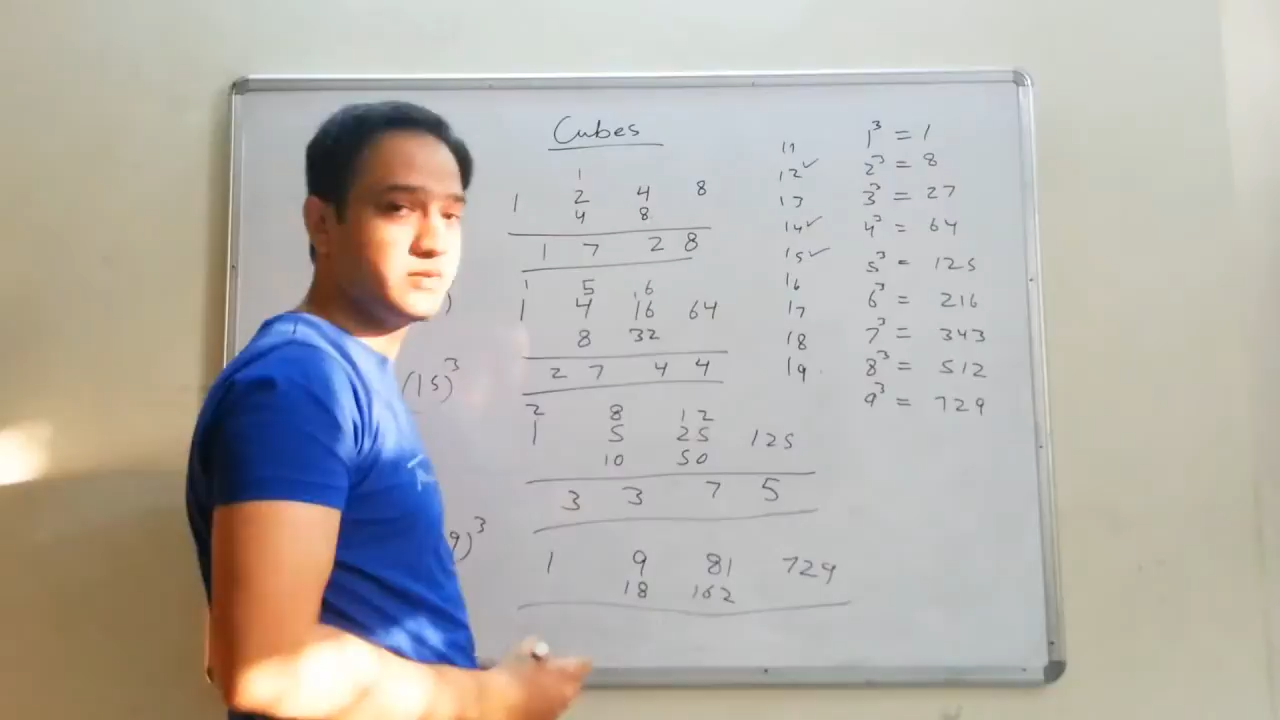 Cubes
1
1 2 4 8
4 8
1 7 2 8
1 5 16
1 4 16 64
8 32
2 7 4 4
)
(15)³
2 8 12
1 5 25 125
10 50
3 3 7 5
9)³
1 9 81 729
18 162
11
12✓
13
14✓
15✓
16
17
18
19
1³ = 1
2³ = 8
3³ = 27
4³ = 64
5³ = 125
6³ = 216
7³ = 343
8³ = 512
9³ = 729